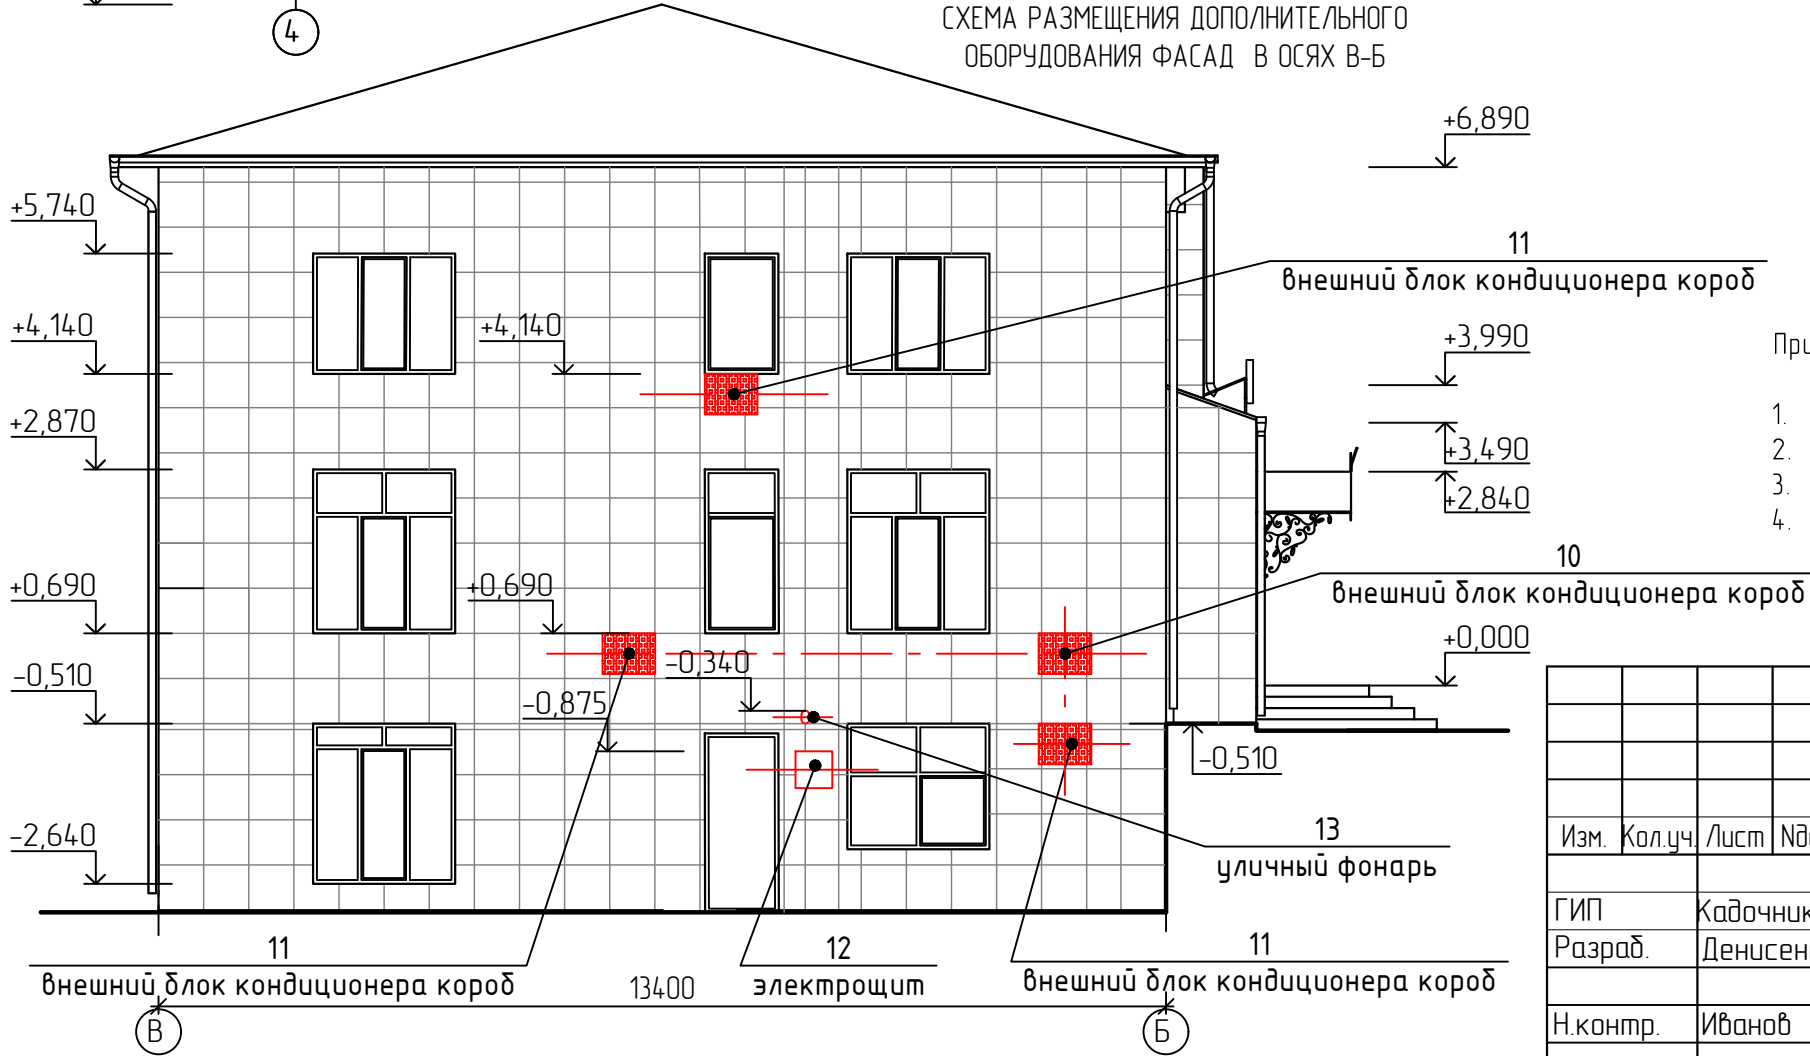 4
СХЕМА РАЗМЕЩЕНИЯ ДОПОЛНИТЕЛЬНОГО
ОБОРУДОВАНИЯ ФАСАД В ОСЯХ В-Б
+6,890
+5,740
11
внешний блок кондиционера короб
+4,140
+4,140
+3,990
При
1.
+2,870
+3,490
2.
3.
+2,840
4.
10
внешний блок кондиционера короб
+0,690
+0,690
+0,000
-0,340
-0,510
-0,875
-0,510
-2,640
13
уличный фонарь
Изм. Кол.уч. Лист Nдо
ГИП Кадочник
Разраб. Денисен
11
внешний блок кондиционера короб
12
электрощит
11
внешний блок кондиционера короб
13400
Н.контр. Иванов
В
Б